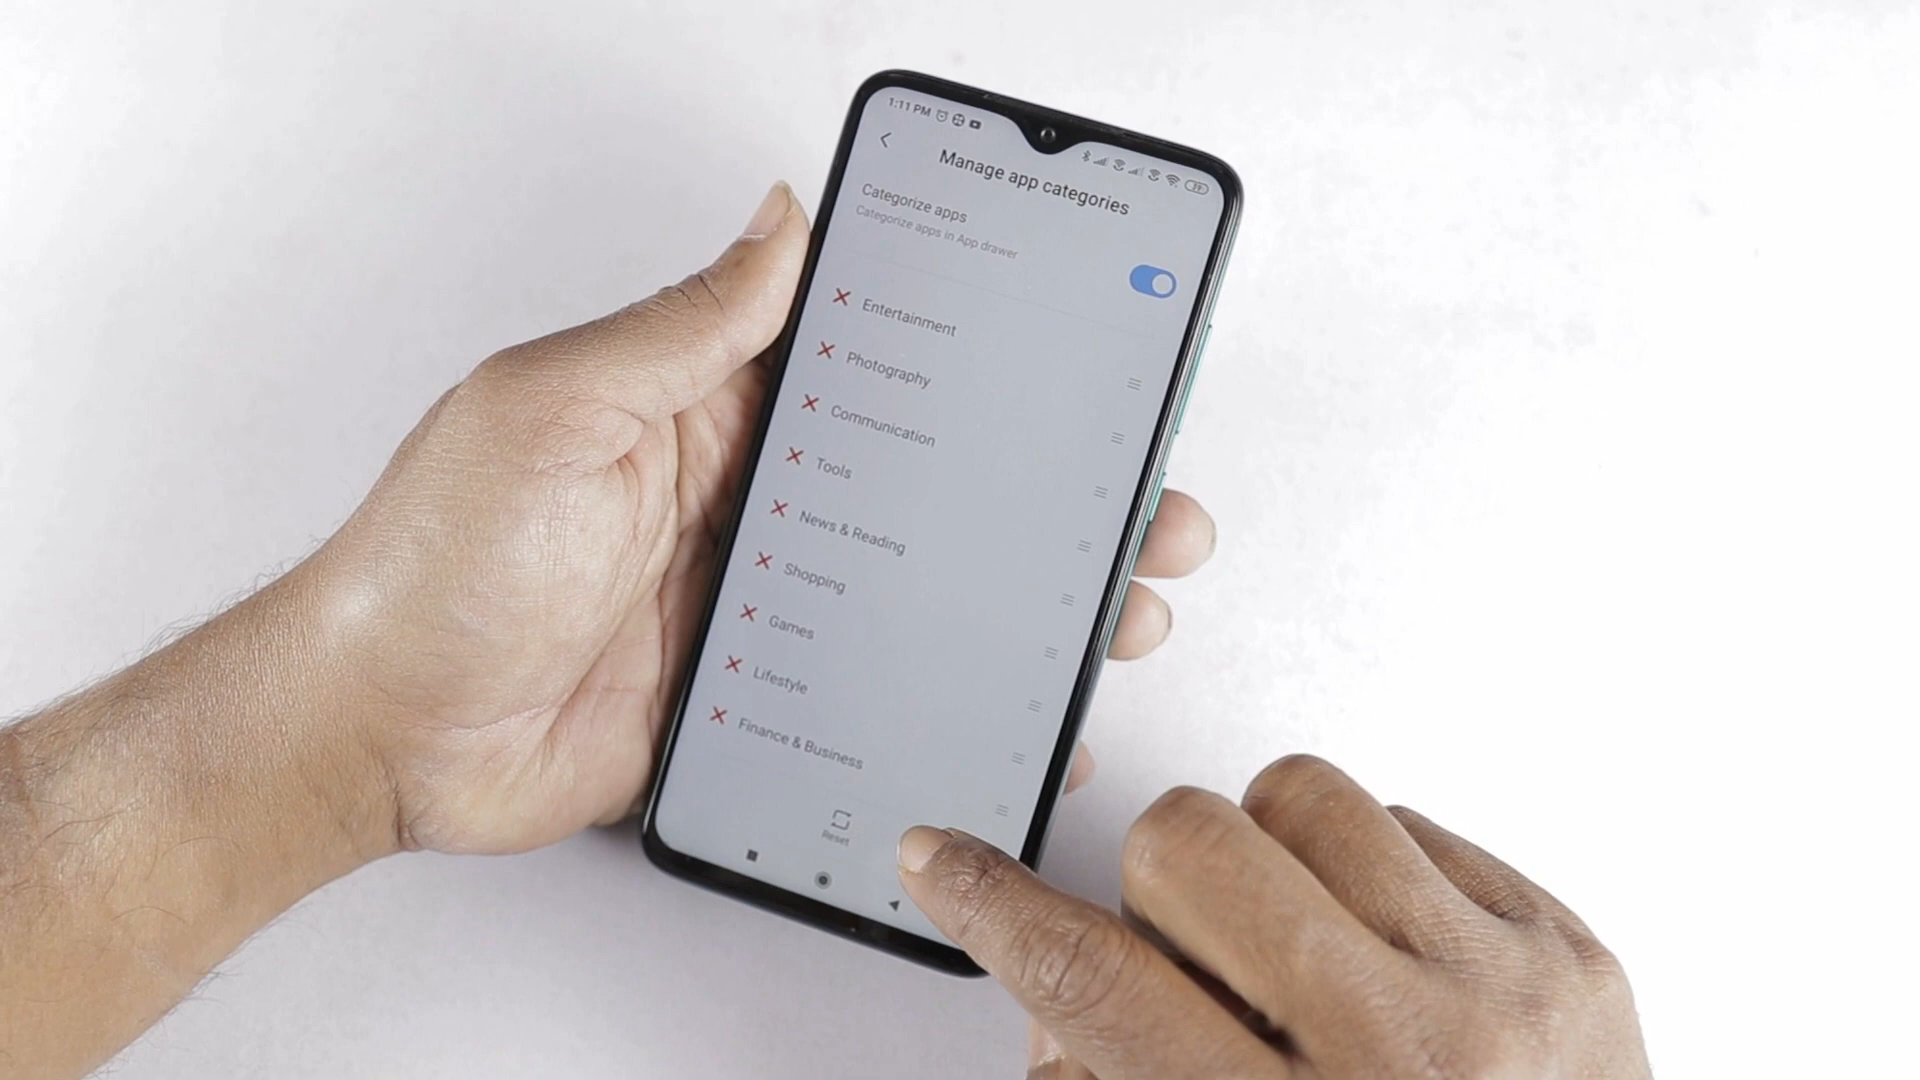 1:11 PM
Manage app categories
Categorize apps
Categorize apps in App drawer
Entertainment
Photography
Communication
Tools
News & Reading
Shopping
Games
Lifestyle
Finance & Business
Reset